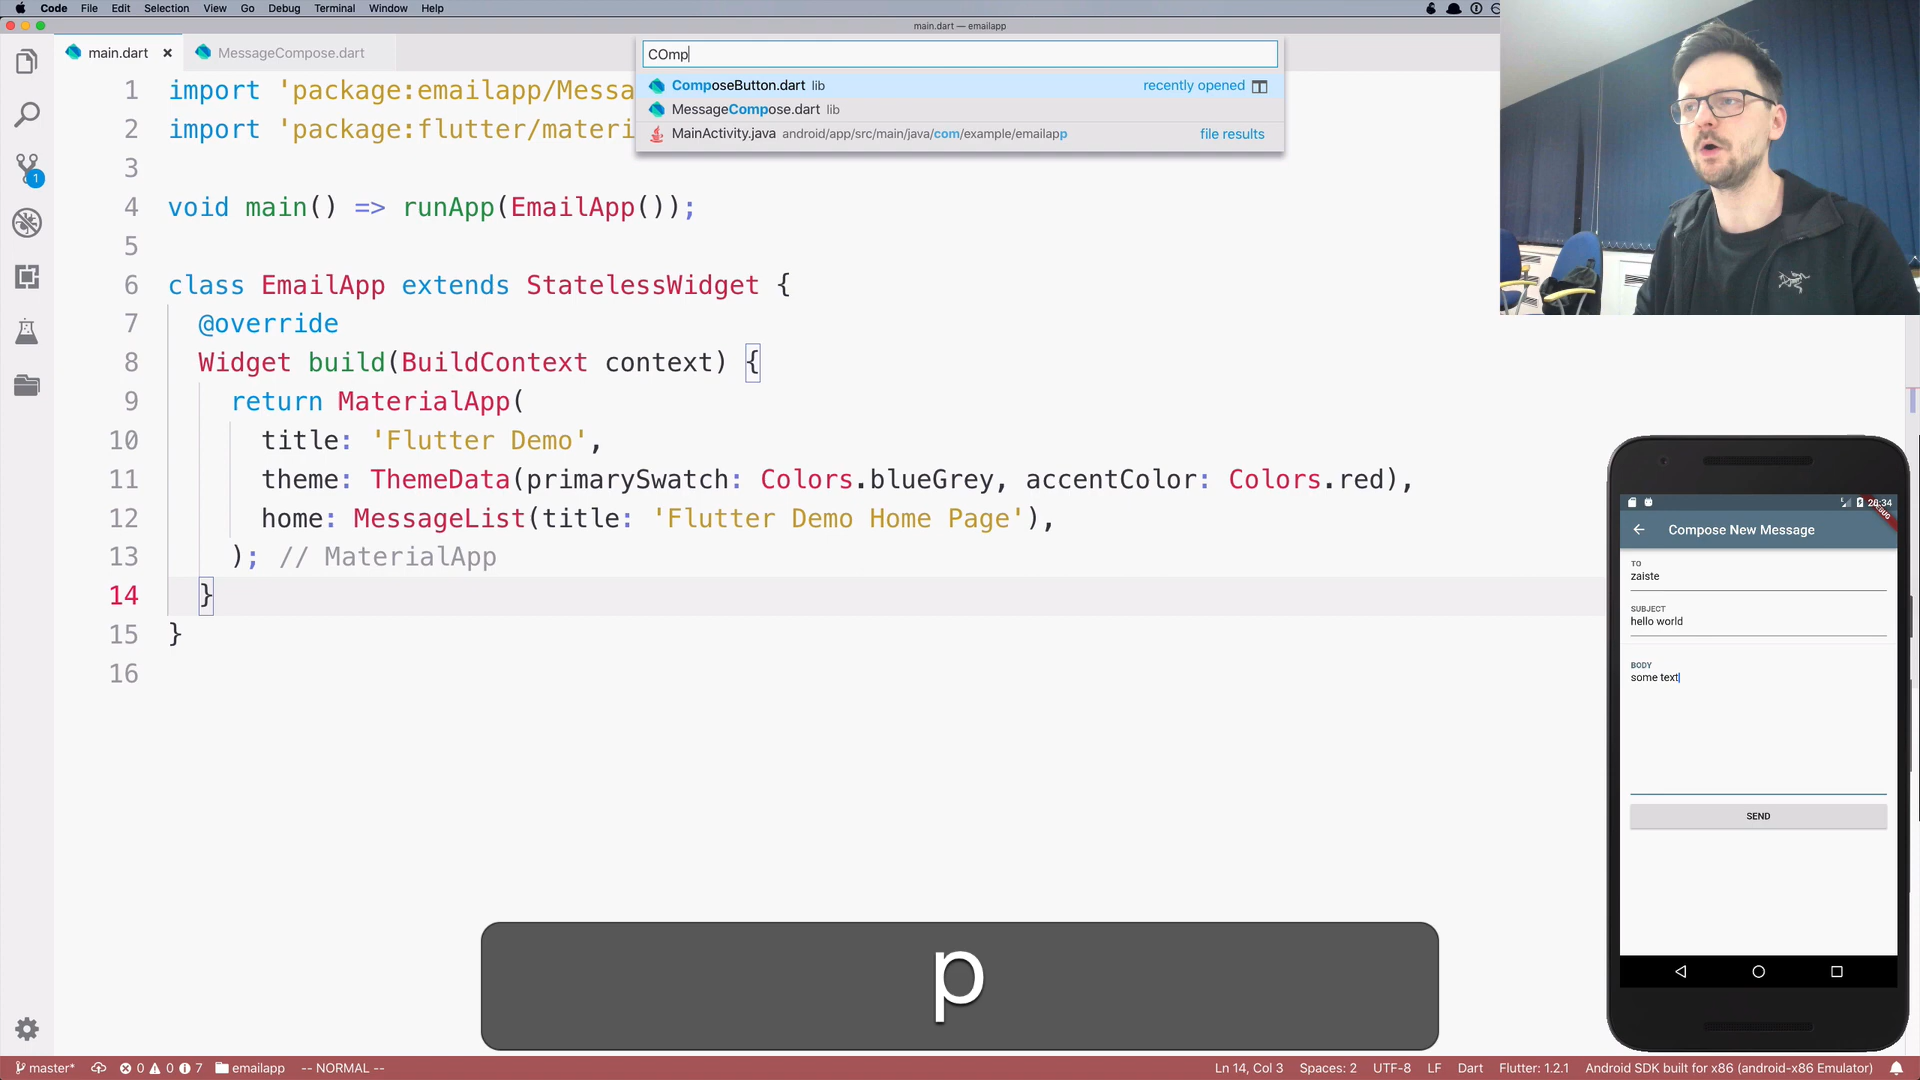 Code File Edit Selection View Go Debug Terminal Window Help
main.dart — emailapp
main.dart × MessageCompose.dart
COmp
ComposeButton.dart lib recently opened
MessageCompose.dart lib
MainActivity.java android/app/src/main/java/com/example/emailapp file results
1 import 'package:emailapp/Messa
2 import 'package:flutter/materi
3
4 void main() => runApp(EmailApp());
5
6 class EmailApp extends StatelessWidget {
7 @override
8 Widget build(BuildContext context) {
9 return MaterialApp(
10 title: 'Flutter Demo',
11 theme: ThemeData(primarySwatch: Colors.blueGrey, accentColor: Colors.red),
12 home: MessageList(title: 'Flutter Demo Home Page'),
13 ); // MaterialApp
14 }
15 }
16
1
Compose New Message
TO
zaiste
SUBJECT
hello world
BODY
some text
SEND
p
master* 0 0 7 emailapp -- NORMAL -- Ln 14, Col 3 Spaces: 2 UTF-8 LF Dart Flutter: 1.2.1 Android SDK built for x86 (android-x86 Emulator)